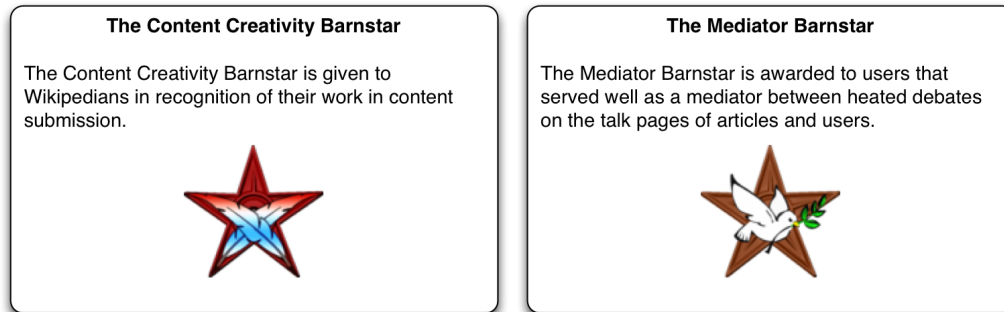 The Content Creativity Barnstar
The Content Creativity Barnstar is given to
Wikipedians in recognition of their work in content
submission.
The Mediator Barnstar
The Mediator Barnstar is awarded to users that
served well as a mediator between heated debates
on the talk pages of articles and users.